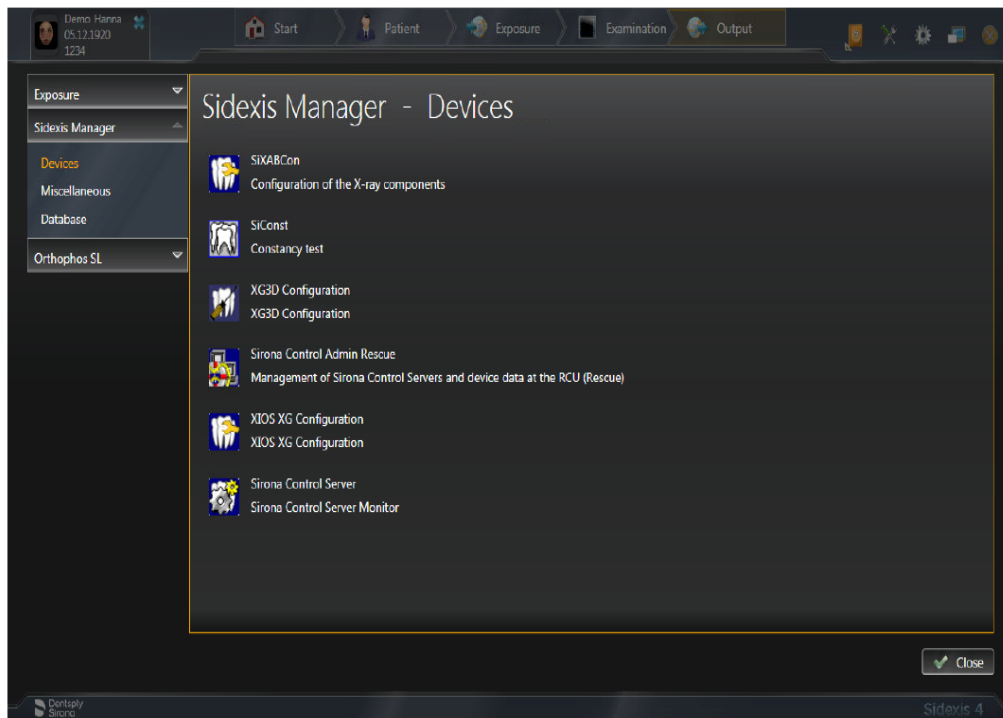 Demo Hanna
05.12.1920
1234
Start
Patient
Exposure
Examination
Output
Exposure
Sidexis Manager
Devices
Miscellaneous
Database
Orthophos SL
Sidexis Manager - Devices
SiXABCon
Configuration of the X-ray components
SiConst
Constancy test
XG3D Configuration
XG3D Configuration
Sirona Control Admin Rescue
Management of Sirona Control Servers and device data at the RCU (Rescue)
XIOS XG Configuration
XIOS XG Configuration
Sirona Control Server
Sirona Control Server Monitor
Close
Dentsply
Sirona
Sidexis 4